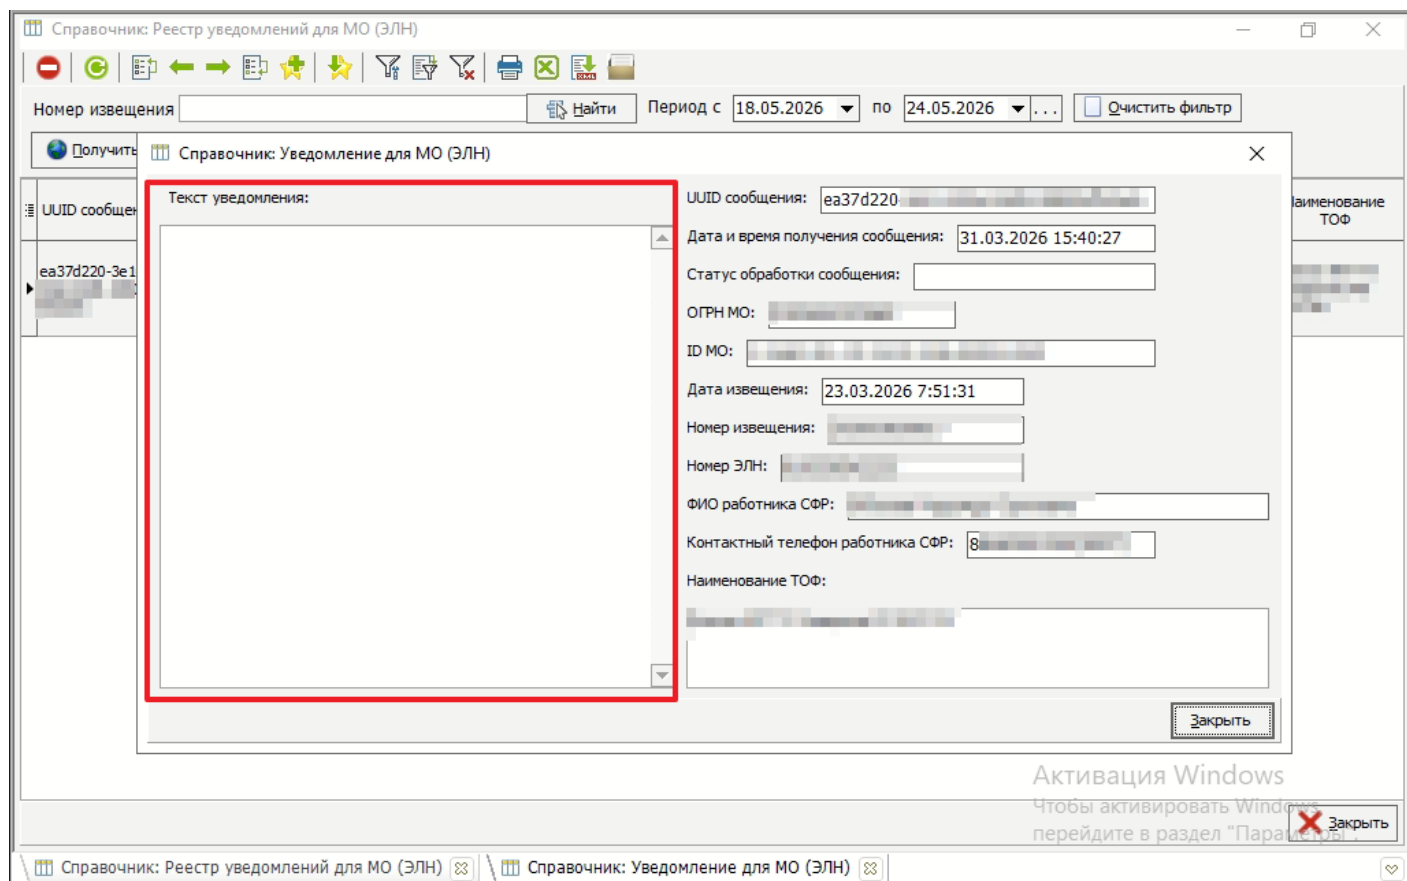 Справочник: Реестр уведомлений для МО (ЭЛН)
Номер извещения Найти Период с 18.05.2026 по 24.05.2026 ... Очистить фильтр
Получить
Справочник: Уведомление для МО (ЭЛН)
UUID сообщен
аименование
ТОФ
ea37d220-3e1
Текст уведомления:
UUID сообщения: ea37d220-
Дата и время получения сообщения: 31.03.2026 15:40:27
Статус обработки сообщения:
ОГРН МО:
ID МО:
Дата извещения: 23.03.2026 7:51:31
Номер извещения:
Номер ЭЛН:
ФИО работника СФР:
Контактный телефон работника СФР: 8
Наименование ТОФ:
Закрыть
Активация Windows
Чтобы активировать Windows,
перейдите в раздел "Параметры".
Закрыть
Справочник: Реестр уведомлений для МО (ЭЛН) Справочник: Уведомление для МО (ЭЛН)